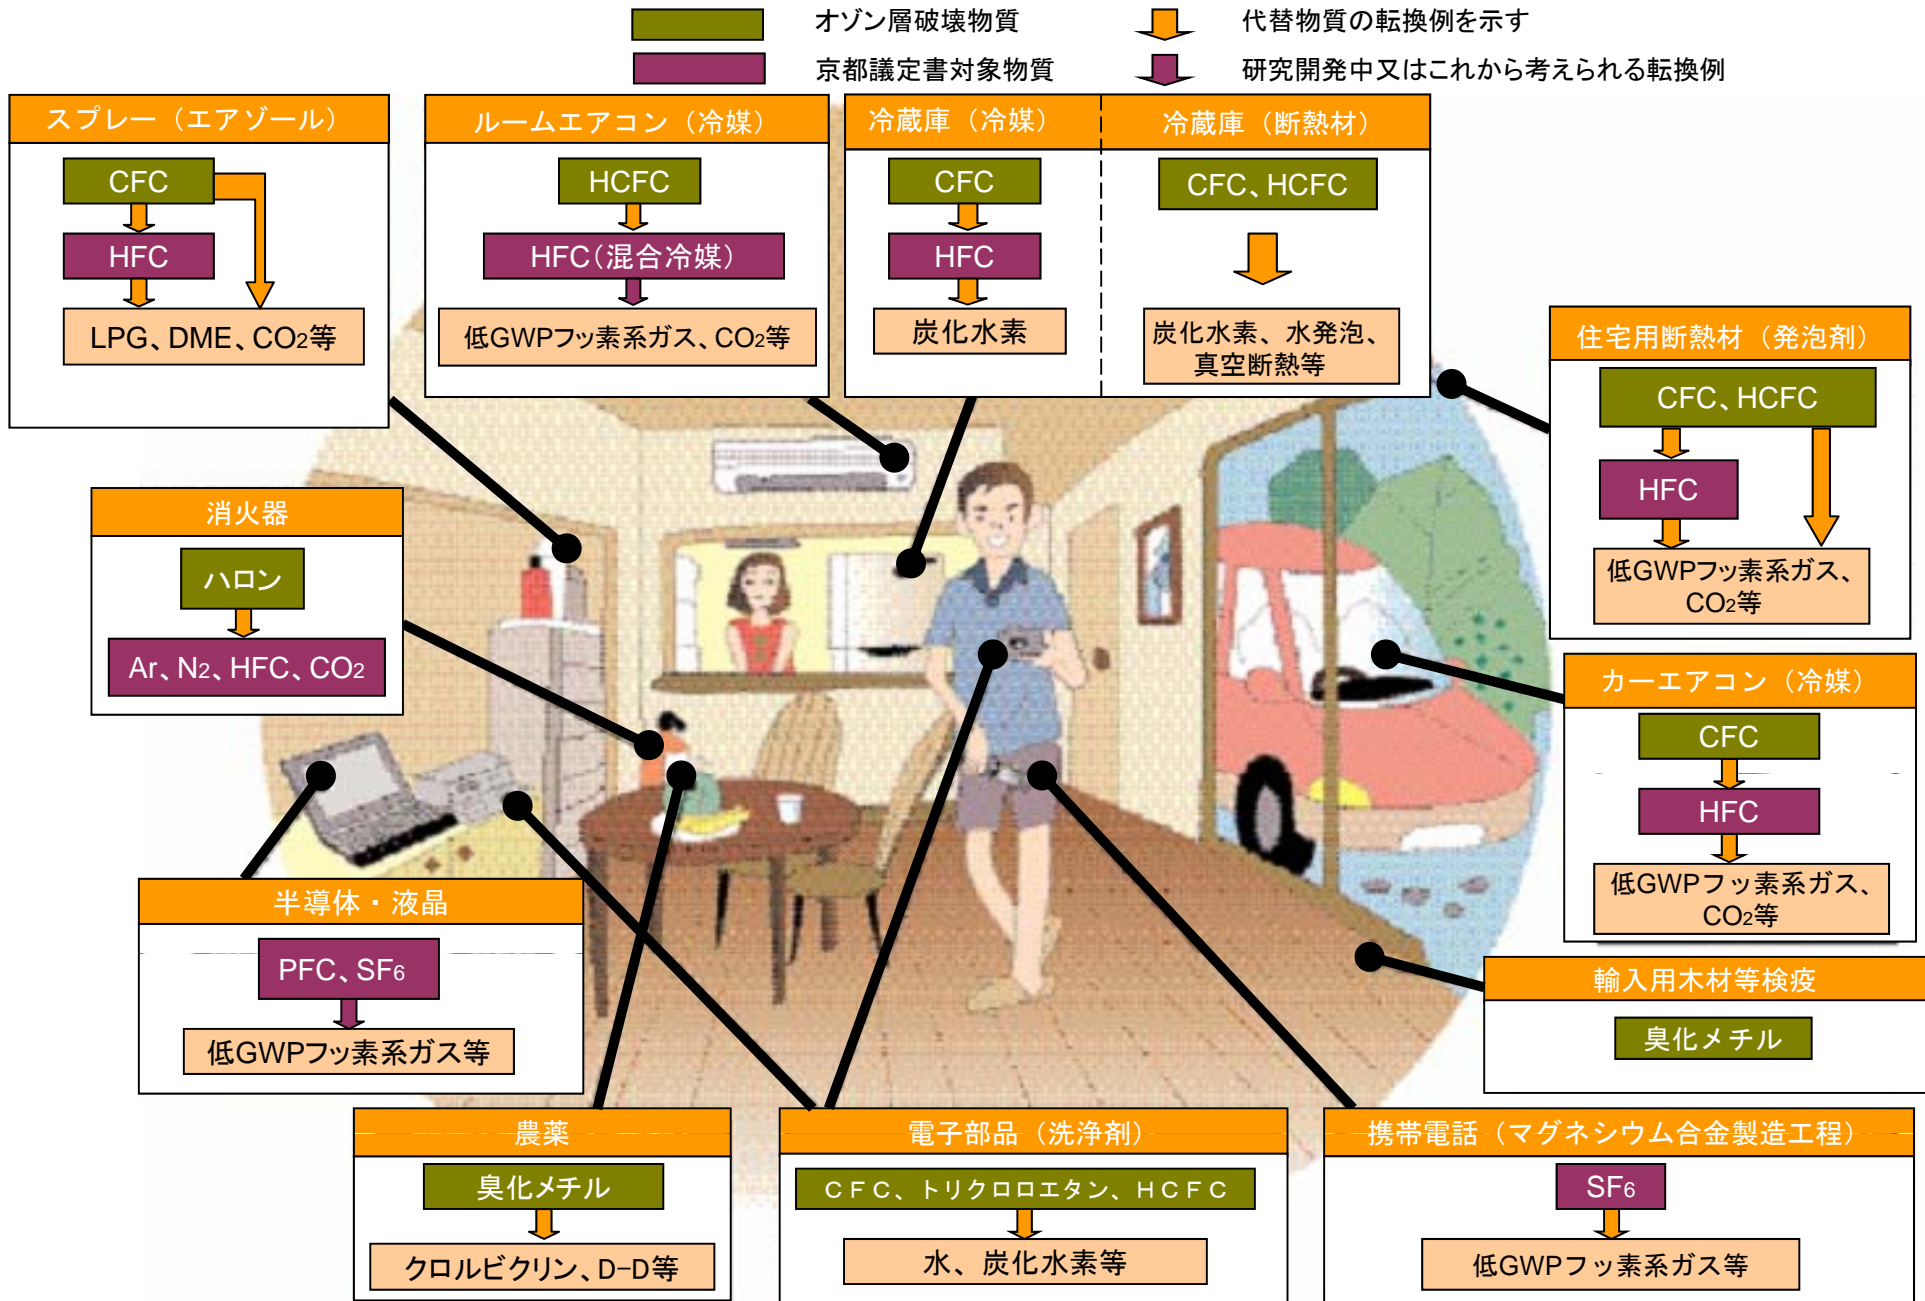 オゾン層破壊物質
代替物質の転換例を示す
京都議定書対象物質
研究開発中又はこれから考えられる転換例
スプレー（エアゾール）
CFC
HFC
LPG、DME、CO2等
ルームエアコン（冷媒）
HCFC
HFC（混合冷媒）
低GWPフッ素系ガス、CO2等
冷蔵庫（冷媒）
CFC
HFC
炭化水素
冷蔵庫（断熱材）
CFC、HCFC
炭化水素、水発泡、
真空断熱等
住宅用断熱材（発泡剤）
CFC、HCFC
HFC
低GWPフッ素系ガス、
CO2等
消火器
ハロン
Ar、N2、HFC、CO2
カーエアコン（冷媒）
CFC
HFC
低GWPフッ素系ガス、
CO2等
半導体・液晶
PFC、SF6
低GWPフッ素系ガス等
輸入用木材等検疫
臭化メチル
農薬
臭化メチル
クロルピクリン、D-D等
電子部品（洗浄剤）
ＣＦＣ、トリクロロエタン、ＨＣＦＣ
水、炭化水素等
携帯電話（マグネシウム合金製造工程）
SF6
低GWPフッ素系ガス等